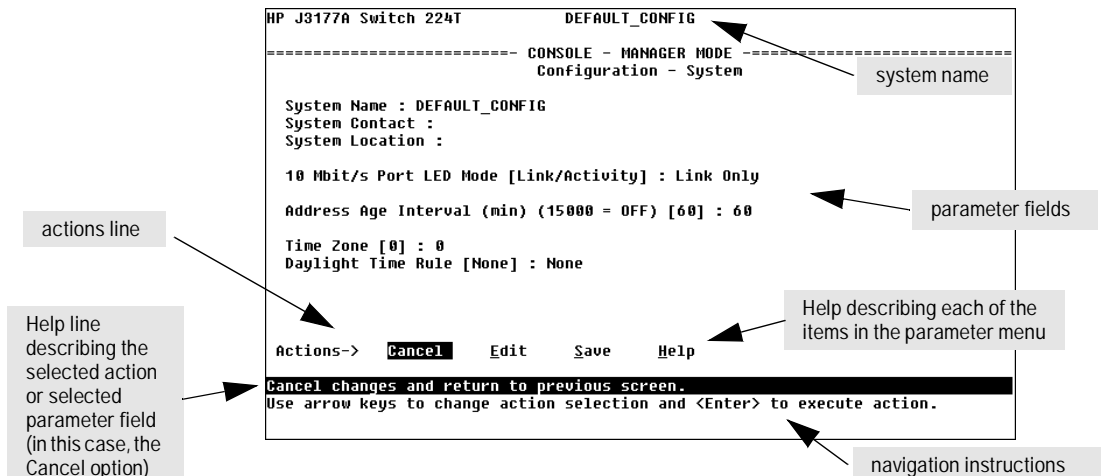 HP J3177A Switch 224T DEFAULT_CONFIG
=========================- CONSOLE - MANAGER MODE -===========================
Configuration - System
system name
System Name : DEFAULT_CONFIG
System Contact :
System Location :
10 Mbit/s Port LED Mode [Link/Activity] : Link Only
Address Age Interval (min) (15000 = OFF) [60] : 60
parameter fields
actions line
Time Zone [0] : 0
Daylight Time Rule [None] : None
Help describing each of the
items in the parameter menu
Actions-> Cancel Edit Save Help
Help line
describing the
selected action
or selected
parameter field
(in this case, the
Cancel option)
Cancel changes and return to previous screen.
Use arrow keys to change action selection and <Enter> to execute action.
navigation instructions